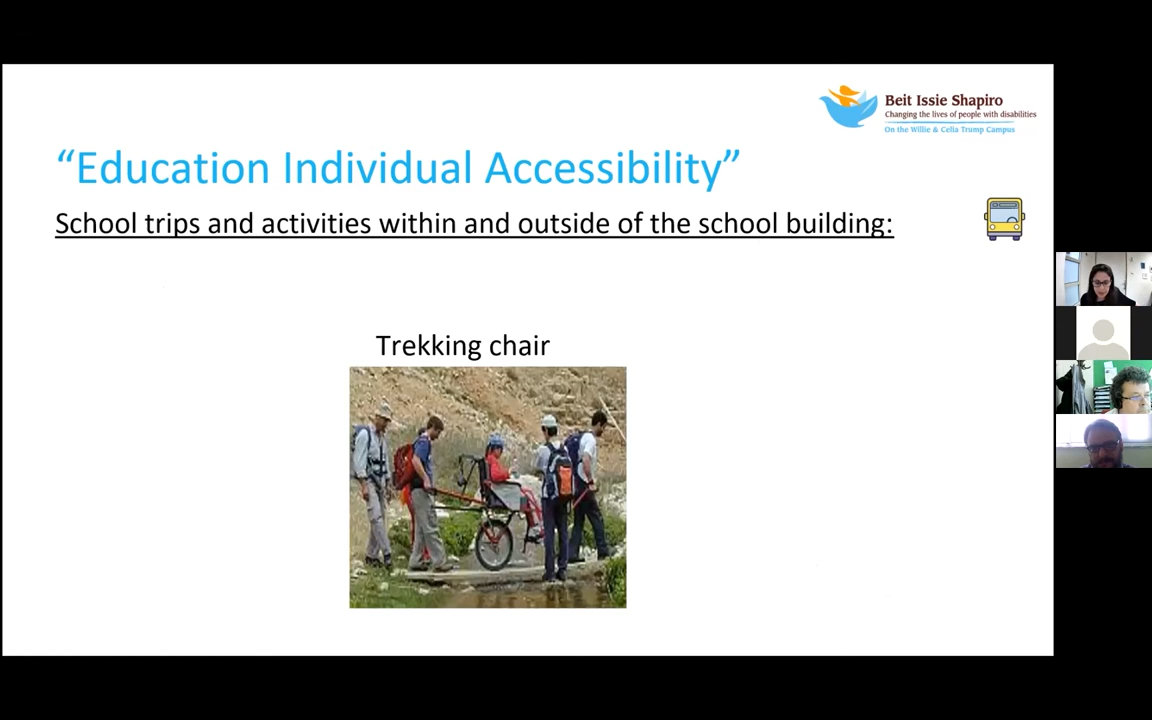 Beit Issie Shapiro
Changing the lives of people with disabilities
On the Willie & Celia Trump Campus
“Education Individual Accessibility”
School trips and activities within and outside of the school building:
Trekking chair